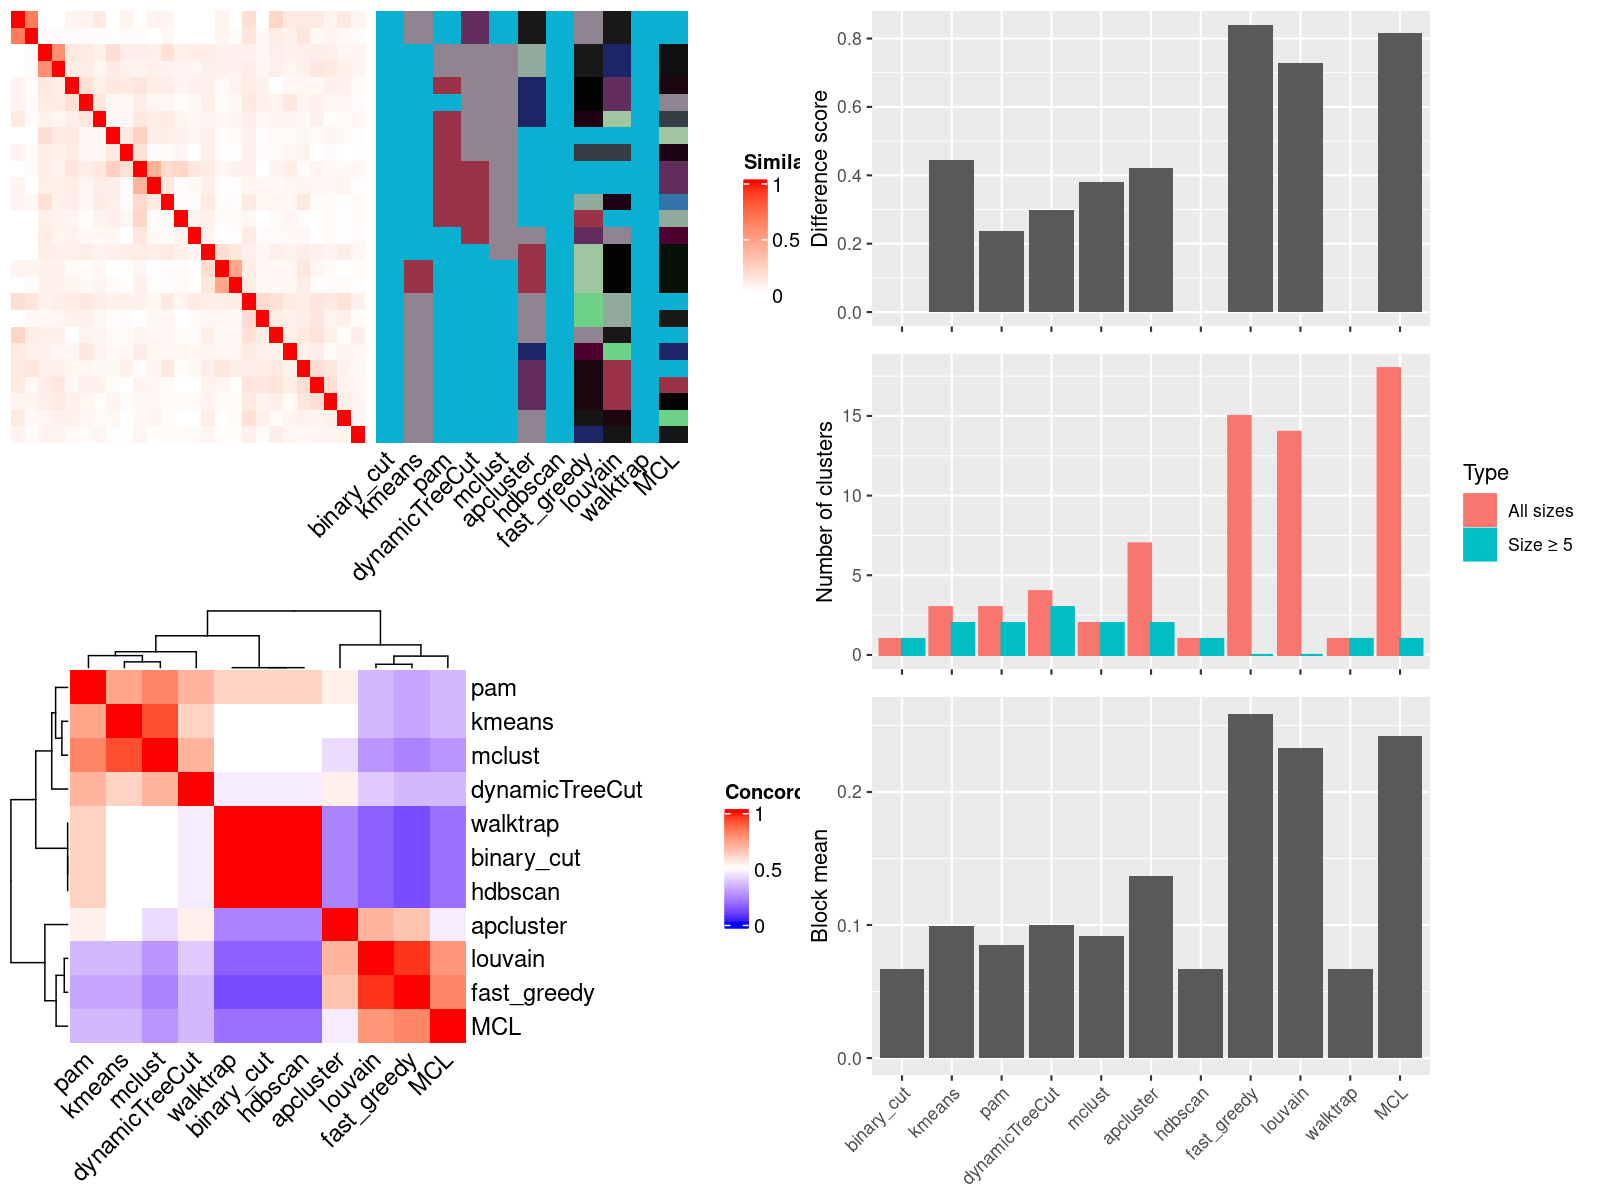 Simila
1
0.5
0
binary_cut
kmeans
pam
dynamicTreeCut
mclust
apcluster
hdbscan
fast_greedy
louvain
walktrap
MCL
Difference score
0.8
0.6
0.4
0.2
0.0
Number of clusters
15
10
5
0
Type
All sizes
Size ≥ 5
pam
kmeans
mclust
dynamicTreeCut
walktrap
binary_cut
hdbscan
apcluster
louvain
fast_greedy
MCL
pam
kmeans
mclust
dynamicTreeCut
walktrap
binary_cut
hdbscan
apcluster
louvain
fast_greedy
MCL
Concord
1
0.5
0
Block mean
0.2
0.1
0.0
binary_cut
kmeans
pam
dynamicTreeCut
mclust
apcluster
hdbscan
fast_greedy
louvain
walktrap
MCL